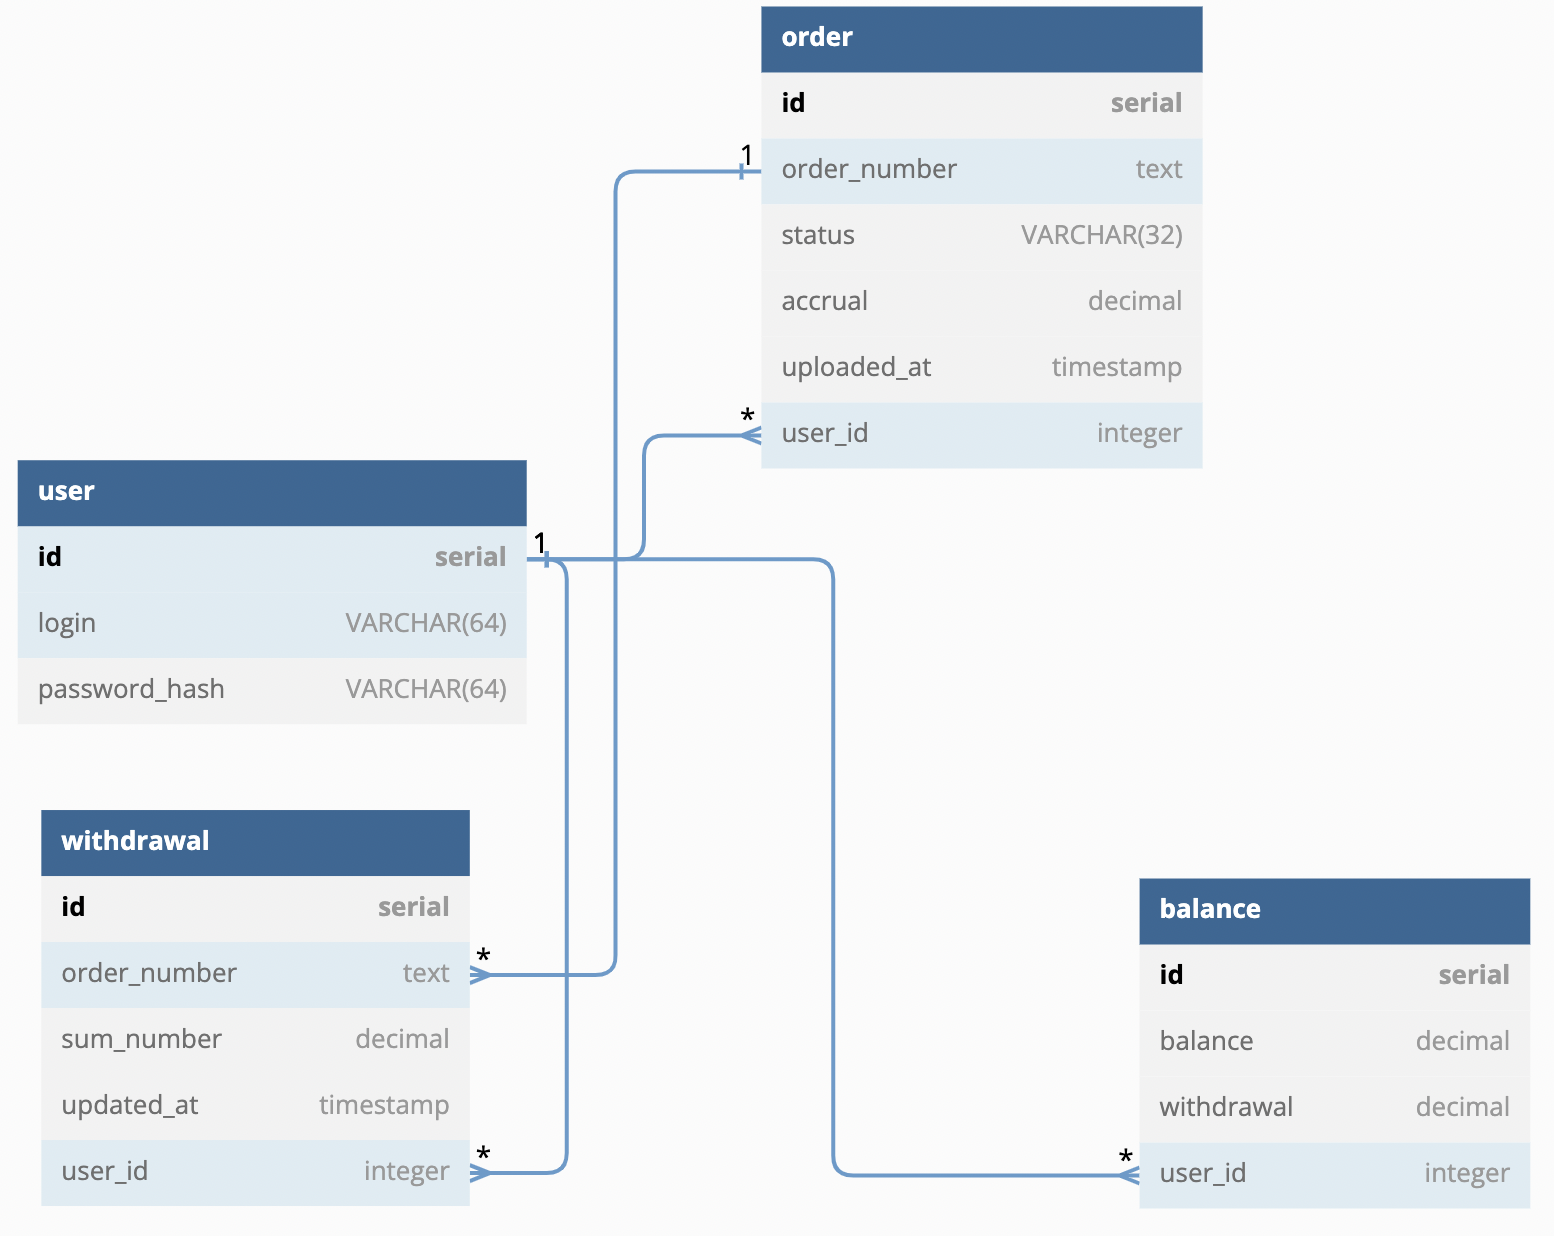 order
id serial
1
order_number text
status VARCHAR(32)
accrual decimal
uploaded_at timestamp
*
user_id integer
user
1
id serial
login VARCHAR(64)
password_hash VARCHAR(64)
withdrawal
id serial
*
order_number text
sum_number decimal
updated_at timestamp
*
user_id integer
balance
id serial
balance decimal
withdrawal decimal
*
user_id integer